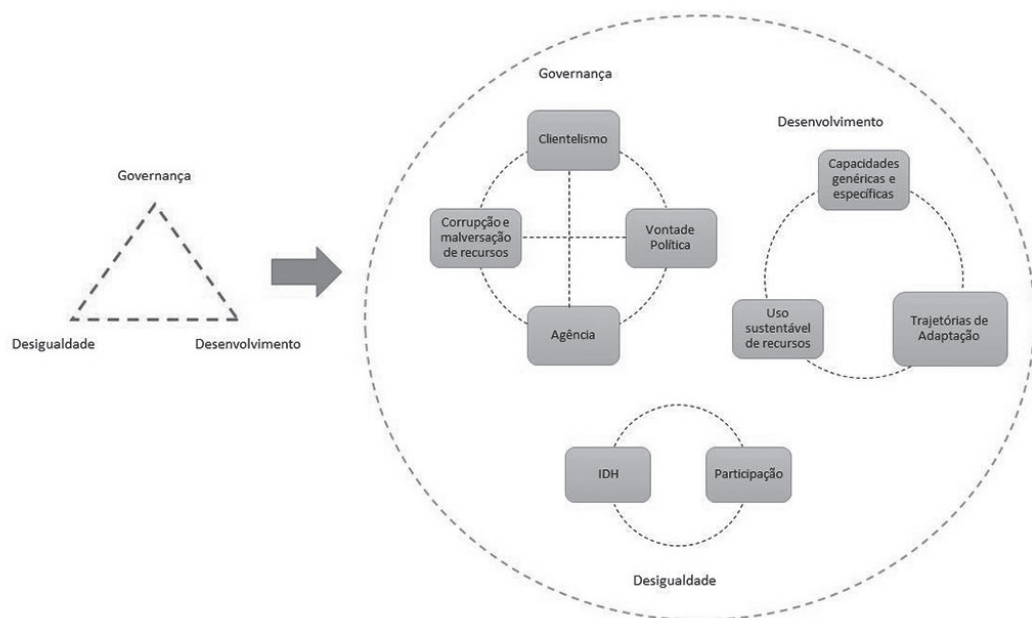 Governança
Desigualdade
Desenvolvimento
Governança
Clientelismo
Corrupção e
malversação
de recursos
Vontade
Política
Agência
Desenvolvimento
Capacidades
genéricas e
específicas
Uso
sustentável
de recursos
Trajetórias de
Adaptação
IDH
Participação
Desigualdade